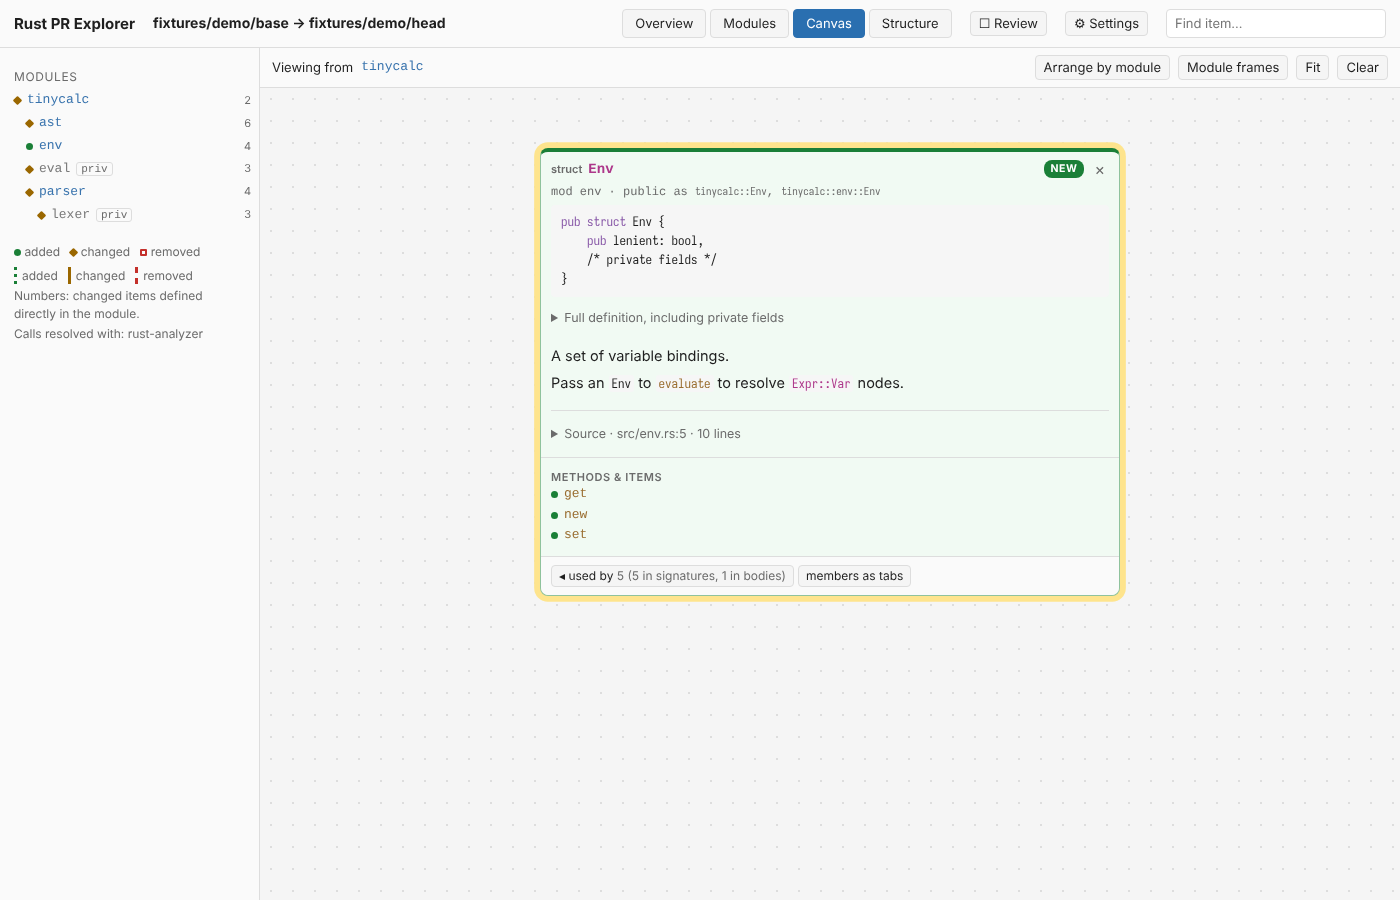 Rust PR Explorer fixtures/demo/base → fixtures/demo/head Overview Modules Canvas Structure ☐ Review ⚙ Settings Find item...
MODULES
tinycalc 2
ast 6
env 4
eval priv 3
parser 4
lexer priv 3
added changed removed
added changed removed
Numbers: changed items defined
directly in the module.
Calls resolved with: rust-analyzer
Viewing from tinycalc Arrange by module Module frames Fit Clear
struct Env NEW ×
mod env · public as tinycalc::Env, tinycalc::env::Env
pub struct Env {
    pub lenient: bool,
    /* private fields */
}
▶ Full definition, including private fields
A set of variable bindings.
Pass an Env to evaluate to resolve Expr::Var nodes.
▶ Source · src/env.rs:5 · 10 lines
METHODS & ITEMS
get
new
set
◂ used by 5 (5 in signatures, 1 in bodies) members as tabs